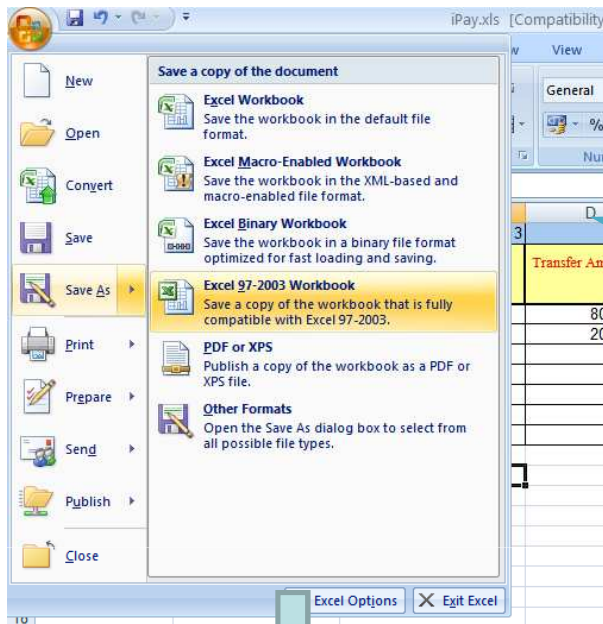 iPay.xls [Compatibility
View
New
Open
Convert
Save
Save As
Print
Prepare
Send
Publish
Close
Save a copy of the document
Excel Workbook
Save the workbook in the default file
format.
Excel Macro-Enabled Workbook
Save the workbook in the XML-based and
macro-enabled file format.
Excel Binary Workbook
Save the workbook in a binary file format
optimized for fast loading and saving.
Excel 97-2003 Workbook
Save a copy of the workbook that is fully
compatible with Excel 97-2003.
PDF or XPS
Publish a copy of the workbook as a PDF or
XPS file.
Other Formats
Open the Save As dialog box to select from
all possible file types.
General
%
Nu
D
3
Transfer Am
80
20
Excel Options
Exit Excel